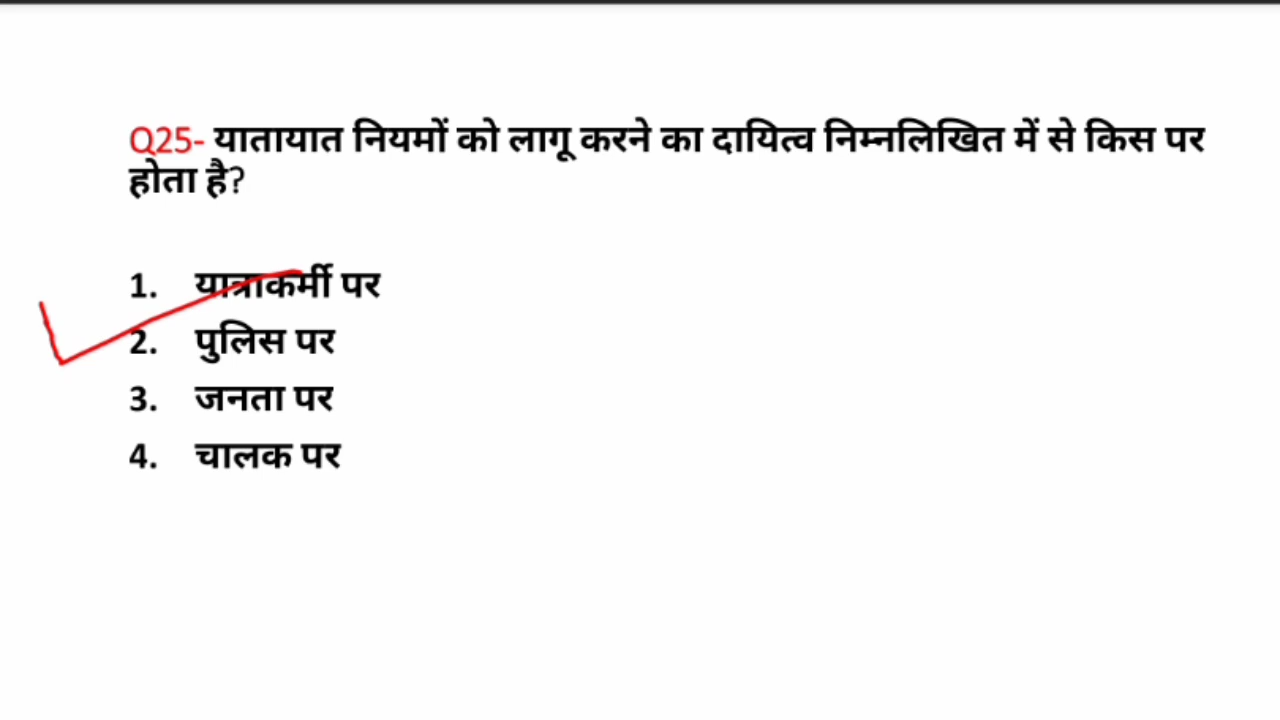 Q25- यातायात नियमों को लागू करने का दायित्व निम्नलिखित में से किस पर
होता है?
1. यात्राकर्मी पर
2. पुलिस पर
3. जनता पर
4. चालक पर